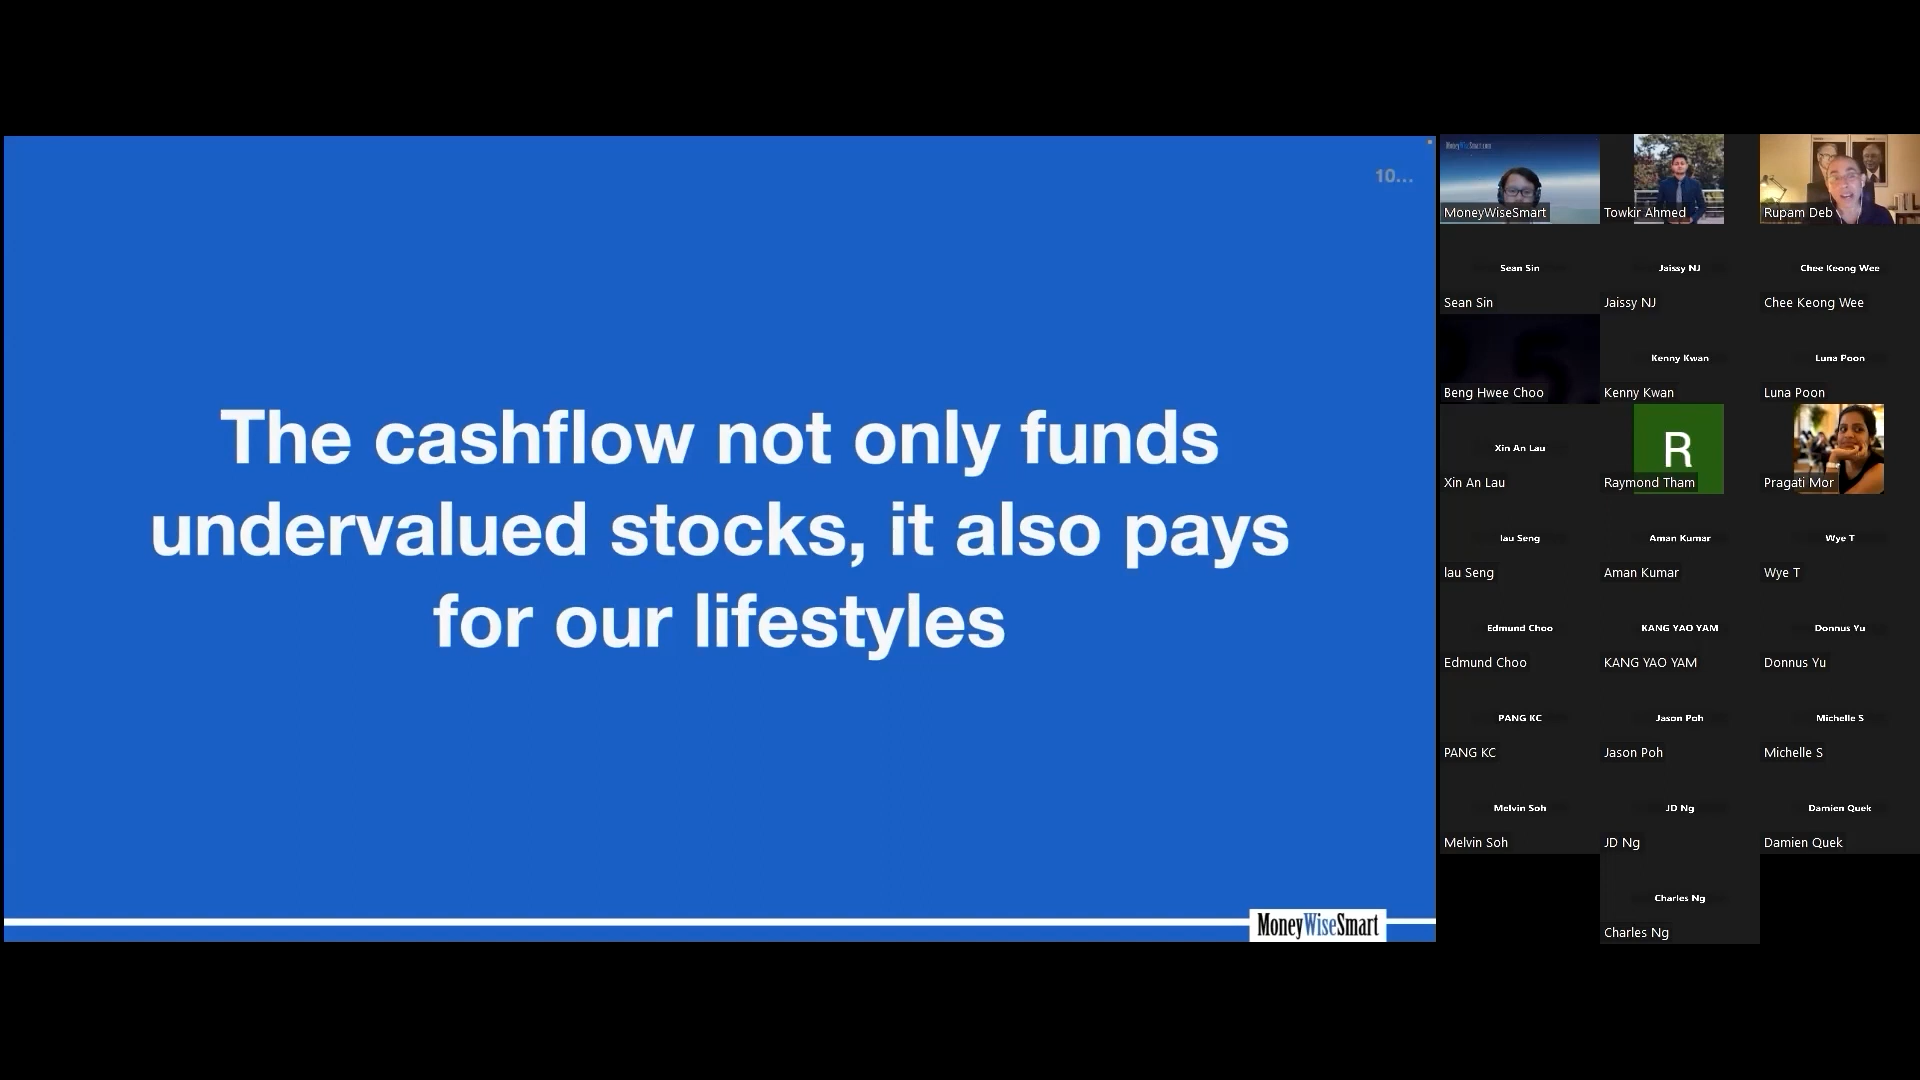 10...
The cashflow not only funds
undervalued stocks, it also pays
for our lifestyles
MoneyWiseSmart
MoneyWiseSmart.com
MoneyWiseSmart
Towkir Ahmed
Rupam Deb
Sean Sin
Sean Sin
Jaissy NJ
Jaissy NJ
Chee Keong Wee
Chee Keong Wee
Beng Hwee Choo
Kenny Kwan
Kenny Kwan
Luna Poon
Luna Poon
Xin An Lau
Xin An Lau
R
Raymond Tham
Pragati Mor
lau Seng
lau Seng
Aman Kumar
Aman Kumar
Wye T
Wye T
Edmund Choo
Edmund Choo
KANG YAO YAM
KANG YAO YAM
Donnus Yu
Donnus Yu
PANG KC
PANG KC
Jason Poh
Jason Poh
Michelle S
Michelle S
Melvin Soh
Melvin Soh
JD Ng
JD Ng
Damien Quek
Damien Quek
Charles Ng
Charles Ng